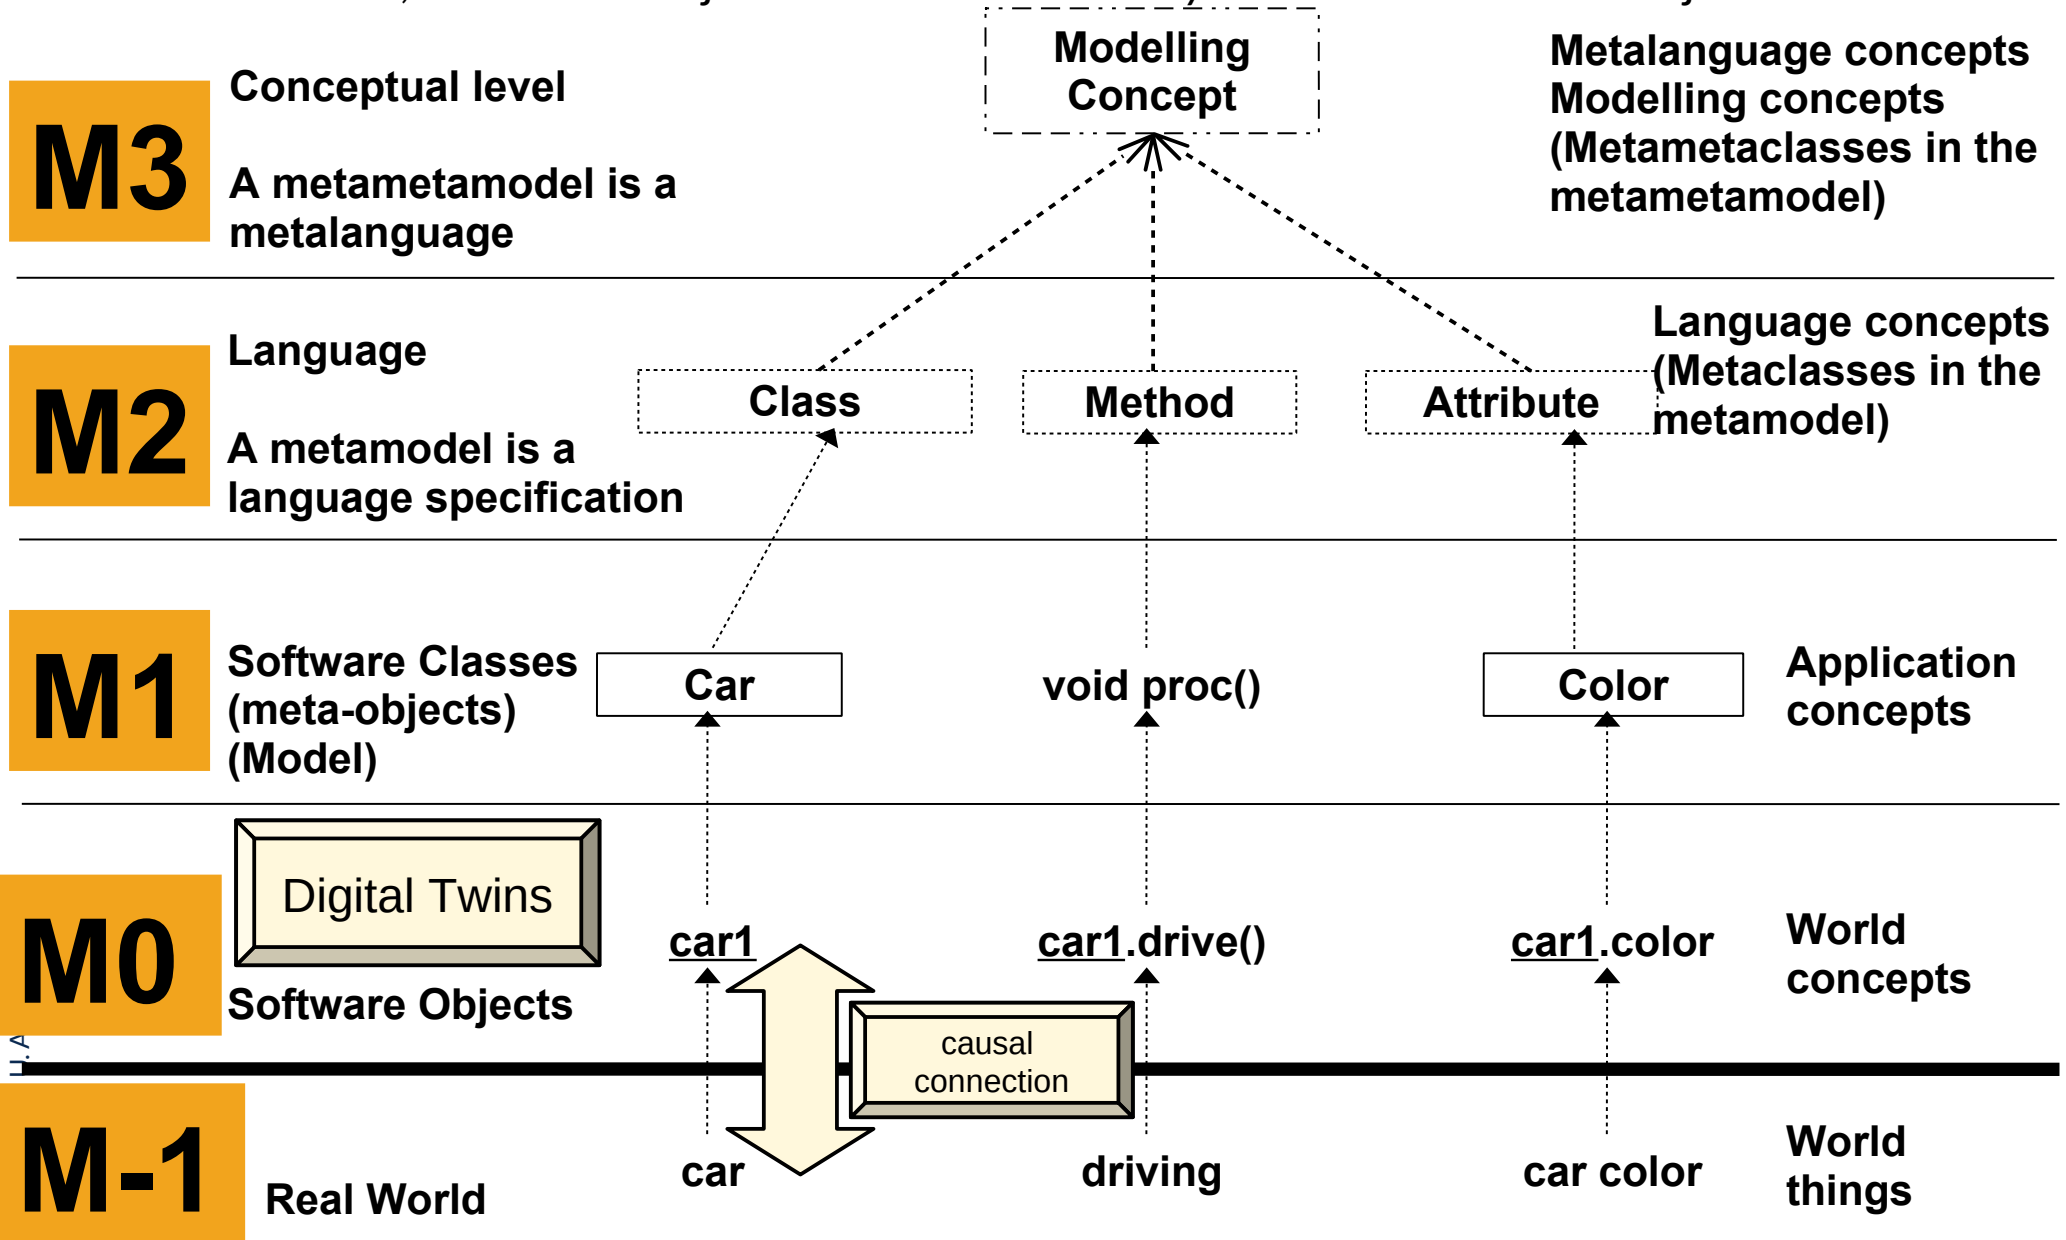 Modelling
Concept
Metalanguage concepts
Modelling concepts
(Metametaclasses in the
metametamodel)
M3
Conceptual level
A metametamodel is a
metalanguage
M2
Language
A metamodel is a
language specification
Class
Method
Attribute
Language concepts
(Metaclasses in the
metamodel)
M1
Software Classes
(meta-objects)
(Model)
Car
void proc()
Color
Application
concepts
M0
Digital Twins
Software Objects
car1
car1.drive()
car1.color
World
concepts
causal
connection
M-1
Real World
car
driving
car color
World
things